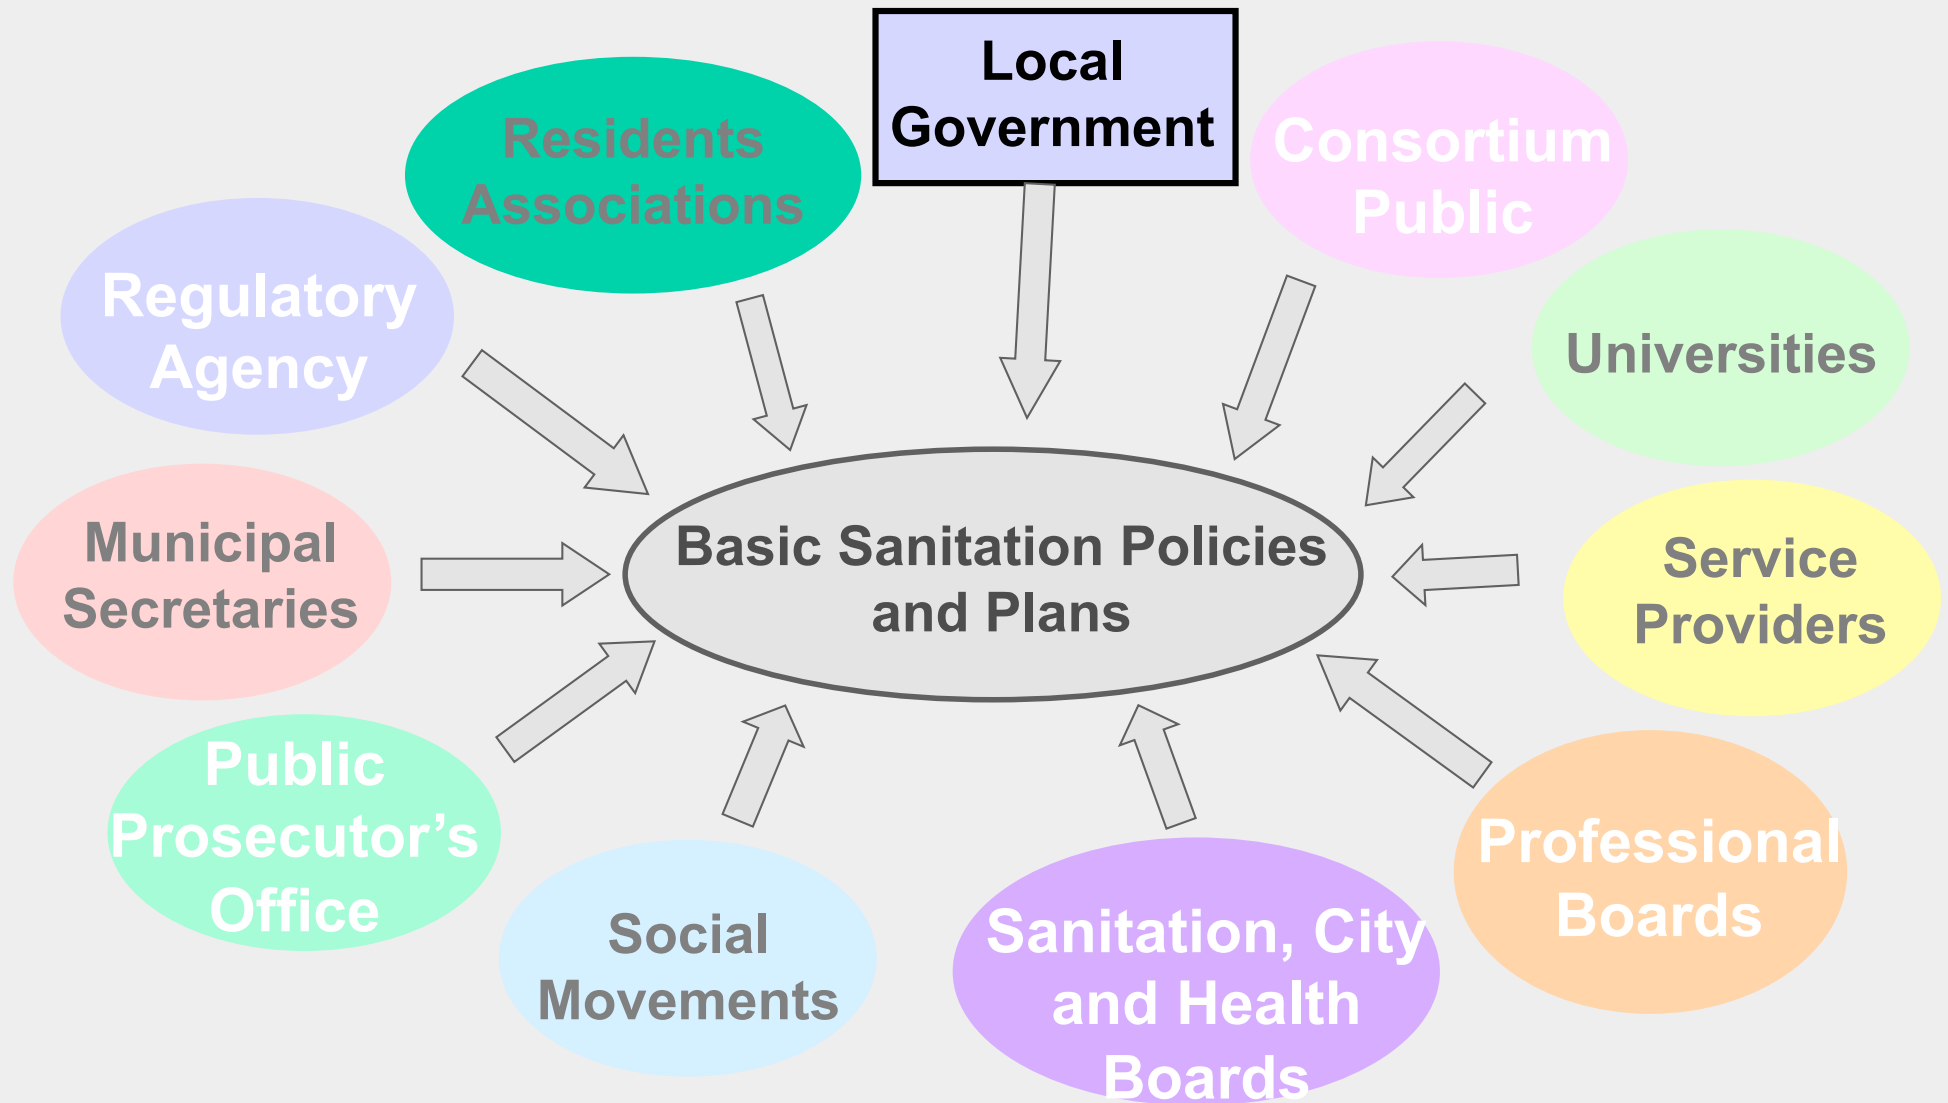 Local
Government
Residents
Associations
Consortium
Public
Regulatory
Agency
Universities
Municipal
Secretaries
Basic Sanitation Policies
and Plans
Service
Providers
Public
Prosecutor’s
Office
Professional
Boards
Social
Movements
Sanitation, City
and Health
Boards